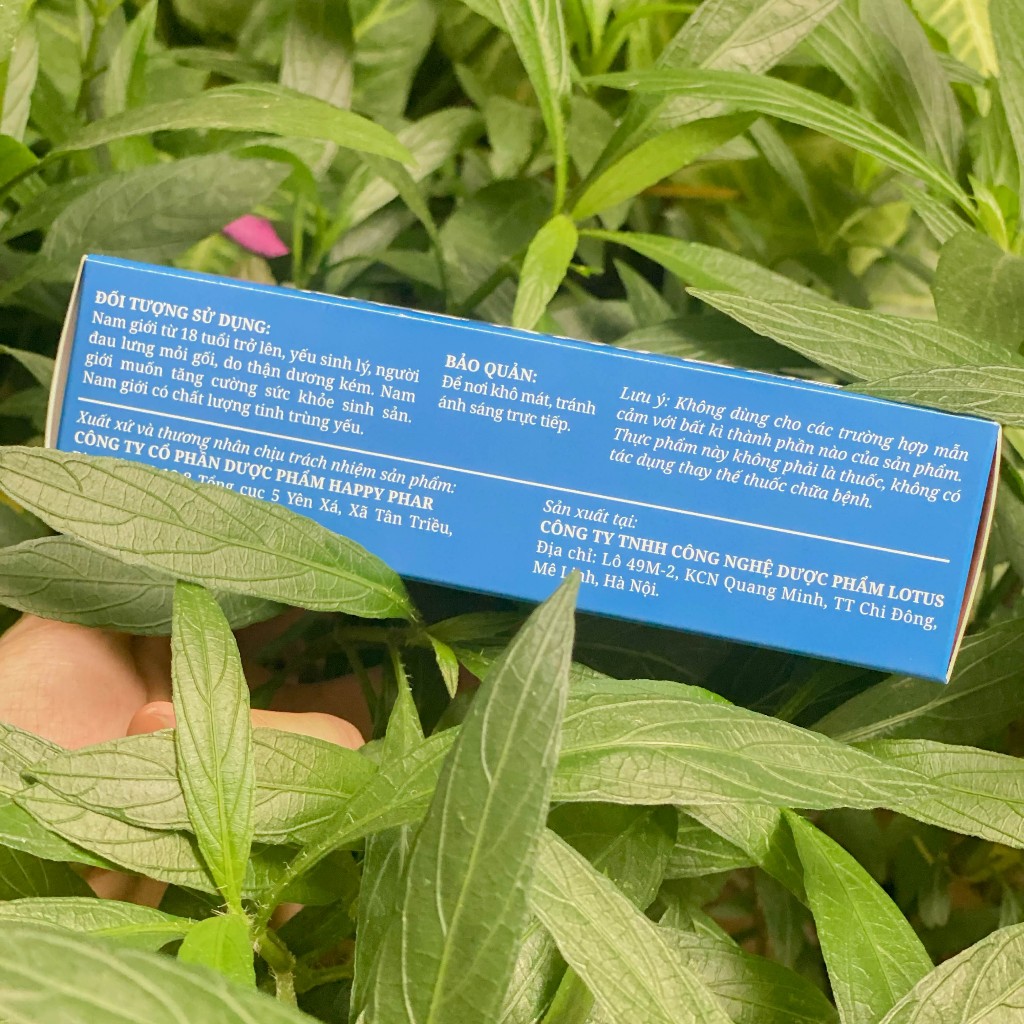 ĐỐI TƯỢNG SỬ DỤNG:
Nam giới từ 18 tuổi trở lên, yếu sinh lý, người
đau lưng mỏi gối, do thận dương kém. Nam
giới muốn tăng cường sức khỏe sinh sản.
Nam giới có chất lượng tinh trùng yếu.
BẢO QUẢN:
Để nơi khô mát, tránh
ánh sáng trực tiếp.
Lưu ý: Không dùng cho các trường hợp mẫn
cảm với bất kì thành phần nào của sản phẩm.
Thực phẩm này không phải là thuốc, không có
tác dụng thay thế thuốc chữa bệnh.
Xuất xứ và thương nhân chịu trách nhiệm sản phẩm:
CÔNG TY CỔ PHẦN DƯỢC PHẨM HAPPY PHAR
Tổng cục 5 Yên Xá, Xã Tân Triều,
Sản xuất tại:
CÔNG TY TNHH CÔNG NGHỆ DƯỢC PHẨM LOTUS
Địa chỉ: Lô 49M-2, KCN Quang Minh, TT Chi Đông,
Mê Linh, Hà Nội.